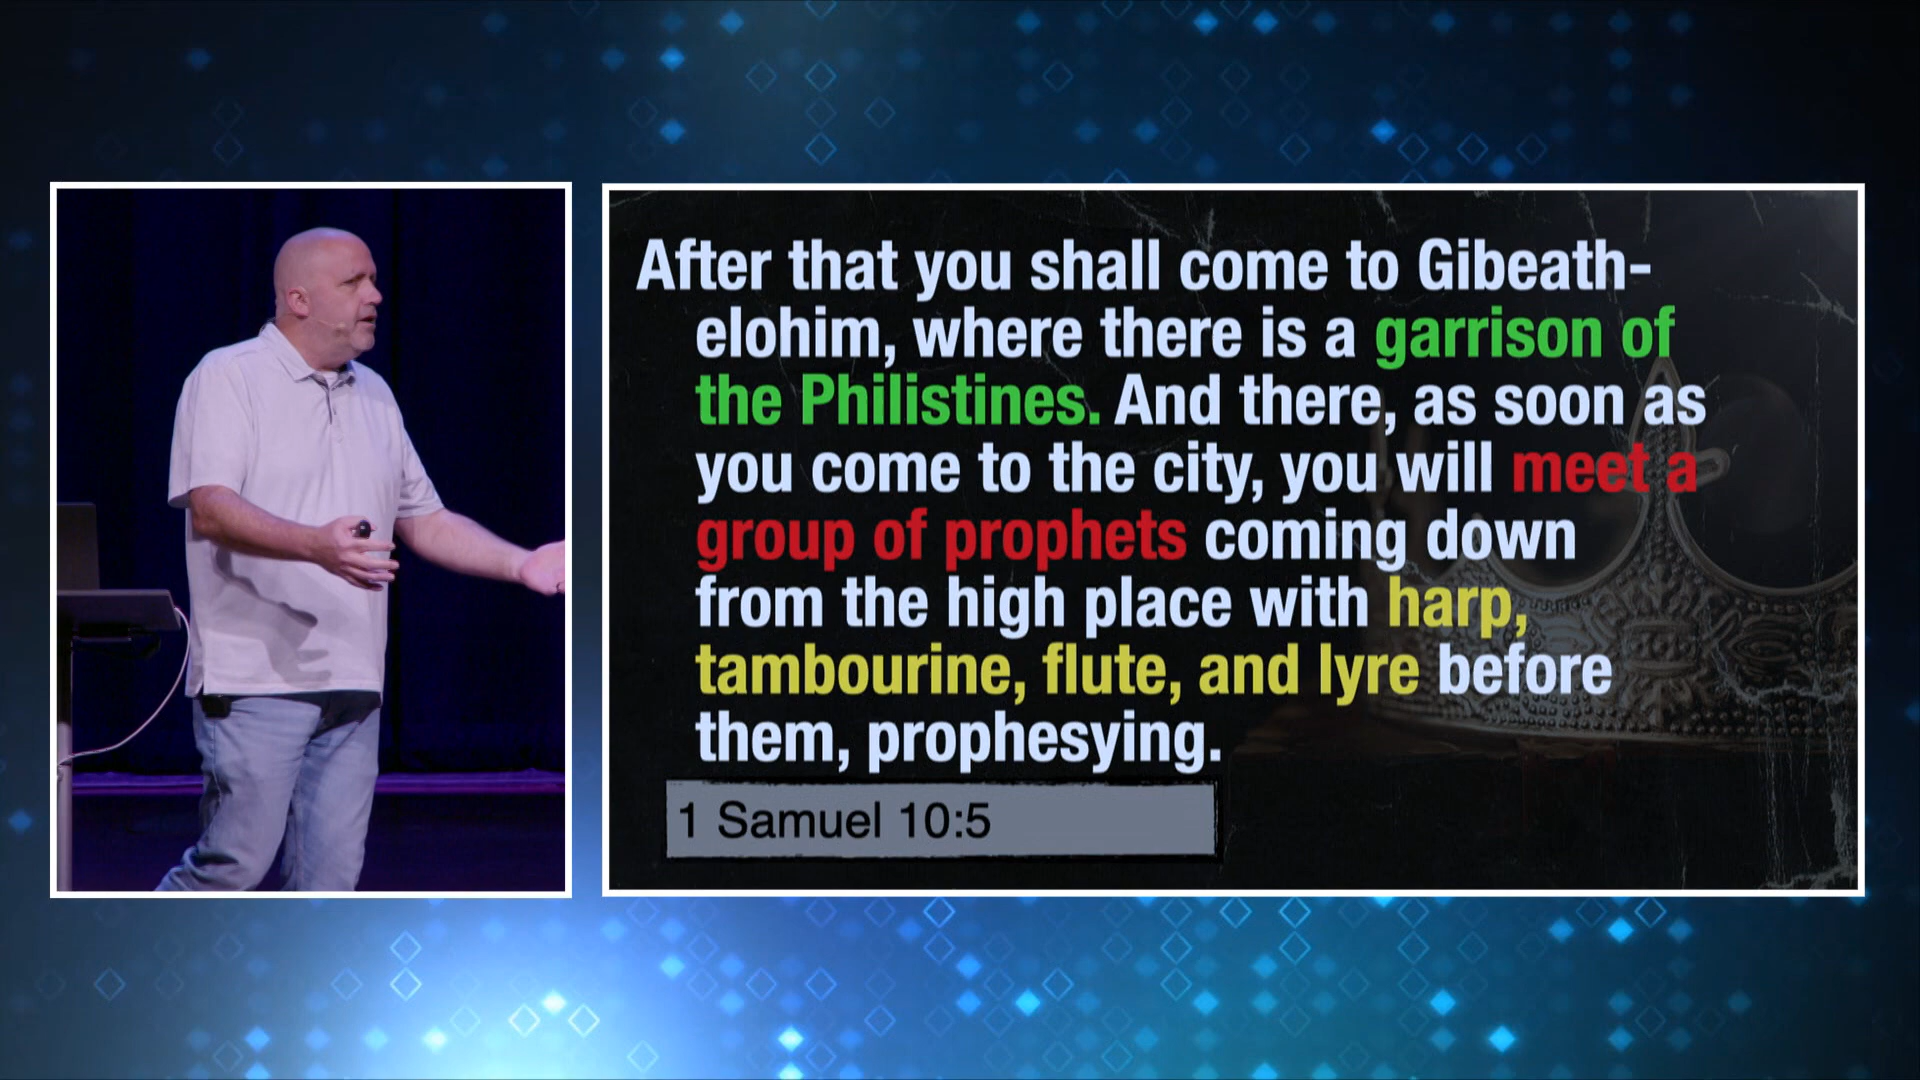 After that you shall come to Gibeath-
elohim, where there is a garrison of
the Philistines. And there, as soon as
you come to the city, you will meet a
group of prophets coming down
from the high place with harp,
tambourine, flute, and lyre before
them, prophesying.
1 Samuel 10:5